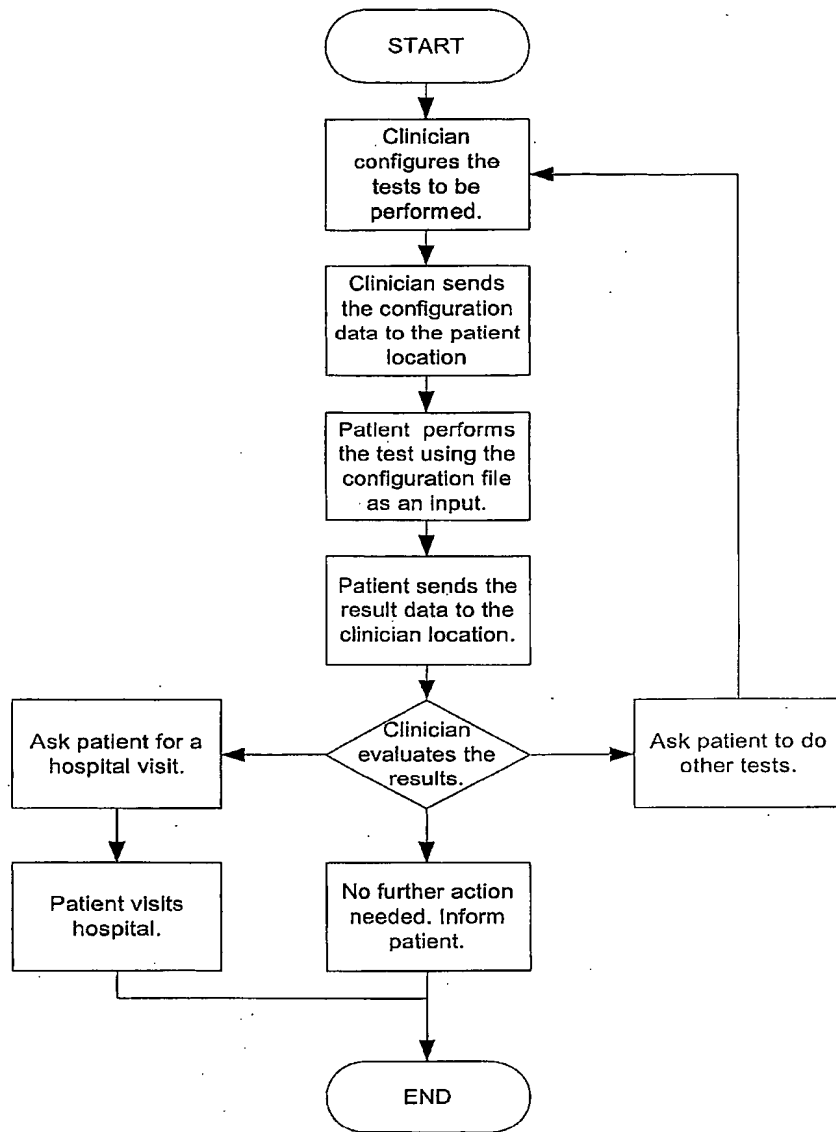 START
Clinician
configures the
tests to be
performed.
Clinician sends
the configuration
data to the patient
location
Patient performs
the test using the
configuration file
as an input.
Patient sends the
result data to the
clinician location.
Clinician
evaluates the
results.
Ask patient for a
hospital visit.
Ask patient to do
other tests.
Patient visits
hospital.
No further action
needed. Inform
patient.
END